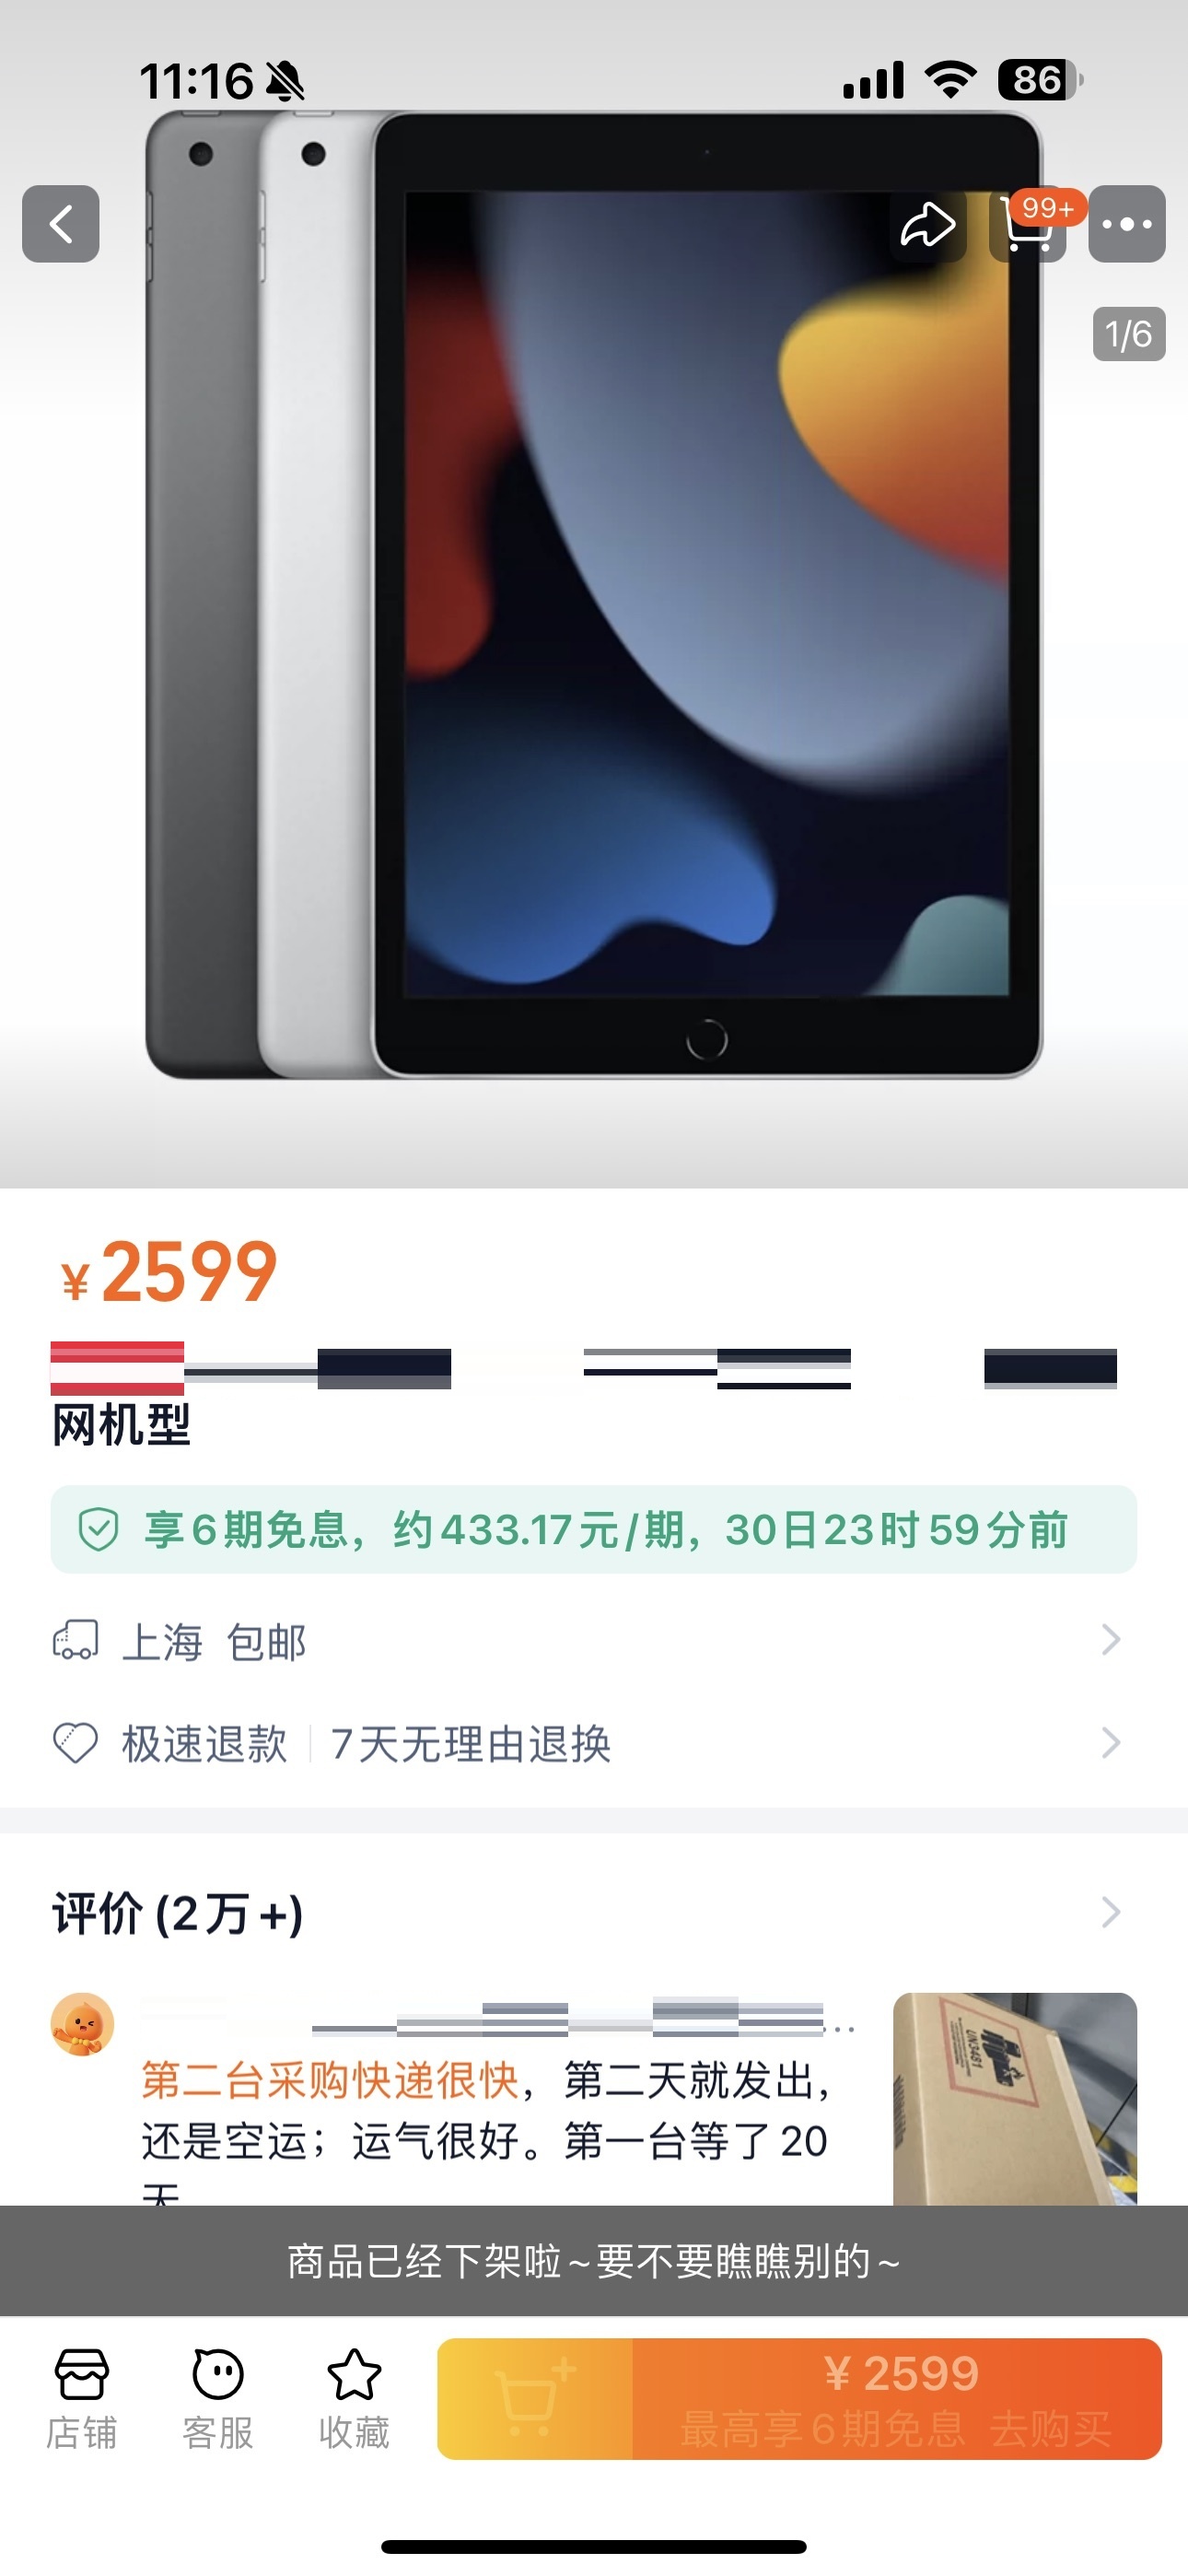 11:16
86
99+
1/6
¥2599
网机型
享6期免息，约433.17元/期，30日23时59分前
上海 包邮
极速退款 7天无理由退换
评价(2万+)
...
第二台采购快递很快，第二天就发出，
还是空运；运气很好。第一台等了20
UN3481
商品已经下架啦~要不要瞧瞧别的~
¥2599
最高享6期免息 去购买
店铺
客服
收藏